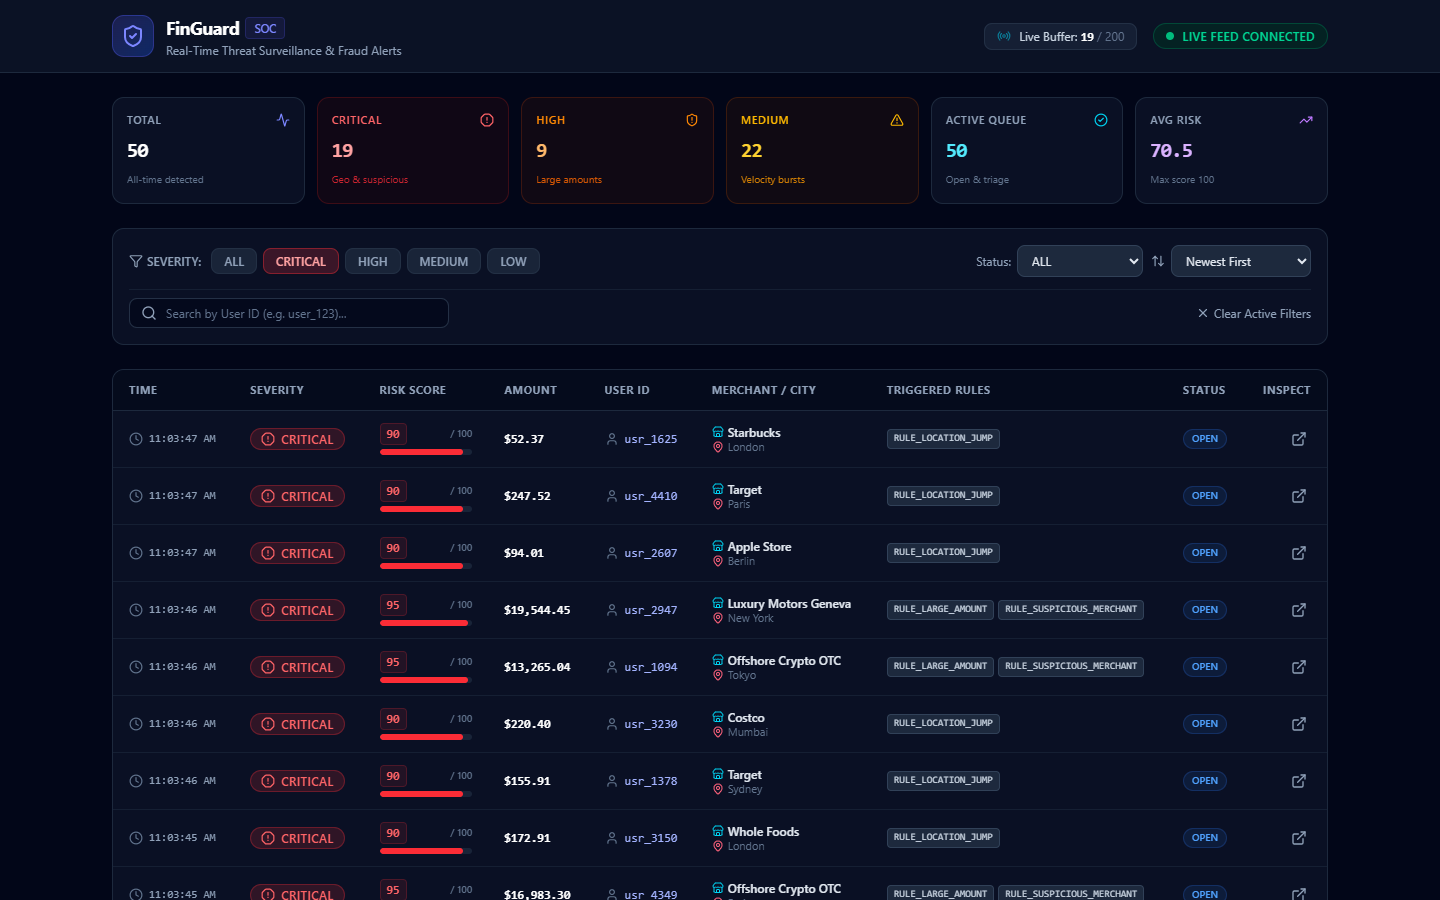 FinGuard SOC
Real-Time Threat Surveillance & Fraud Alerts
Live Buffer: 19 / 200
LIVE FEED CONNECTED
TOTAL
50
All-time detected
CRITICAL
19
Geo & suspicious
HIGH
9
Large amounts
MEDIUM
22
Velocity bursts
ACTIVE QUEUE
50
Open & triage
AVG RISK
70.5
Max score 100
SEVERITY: ALL CRITICAL HIGH MEDIUM LOW
Status: ALL Newest First
Search by User ID (e.g. user_123)...
Clear Active Filters
TIME SEVERITY RISK SCORE AMOUNT USER ID MERCHANT / CITY TRIGGERED RULES STATUS INSPECT
11:03:47 AM CRITICAL 90 / 100 $52.37 usr_1625 Starbucks RULE_LOCATION_JUMP OPEN
London
11:03:47 AM CRITICAL 90 / 100 $247.52 usr_4410 Target RULE_LOCATION_JUMP OPEN
Paris
11:03:47 AM CRITICAL 90 / 100 $94.01 usr_2607 Apple Store RULE_LOCATION_JUMP OPEN
Berlin
11:03:46 AM CRITICAL 95 / 100 $19,544.45 usr_2947 Luxury Motors Geneva RULE_LARGE_AMOUNT RULE_SUSPICIOUS_MERCHANT OPEN
New York
11:03:46 AM CRITICAL 95 / 100 $13,265.04 usr_1094 Offshore Crypto OTC RULE_LARGE_AMOUNT RULE_SUSPICIOUS_MERCHANT OPEN
Tokyo
11:03:46 AM CRITICAL 90 / 100 $220.40 usr_3230 Costco RULE_LOCATION_JUMP OPEN
Mumbai
11:03:46 AM CRITICAL 90 / 100 $155.91 usr_1378 Target RULE_LOCATION_JUMP OPEN
Sydney
11:03:45 AM CRITICAL 90 / 100 $172.91 usr_3150 Whole Foods RULE_LOCATION_JUMP OPEN
London
11:03:45 AM CRITICAL 95 / 100 $16,983.30 usr_4349 Offshore Crypto OTC RULE_LARGE_AMOUNT RULE_SUSPICIOUS_MERCHANT OPEN